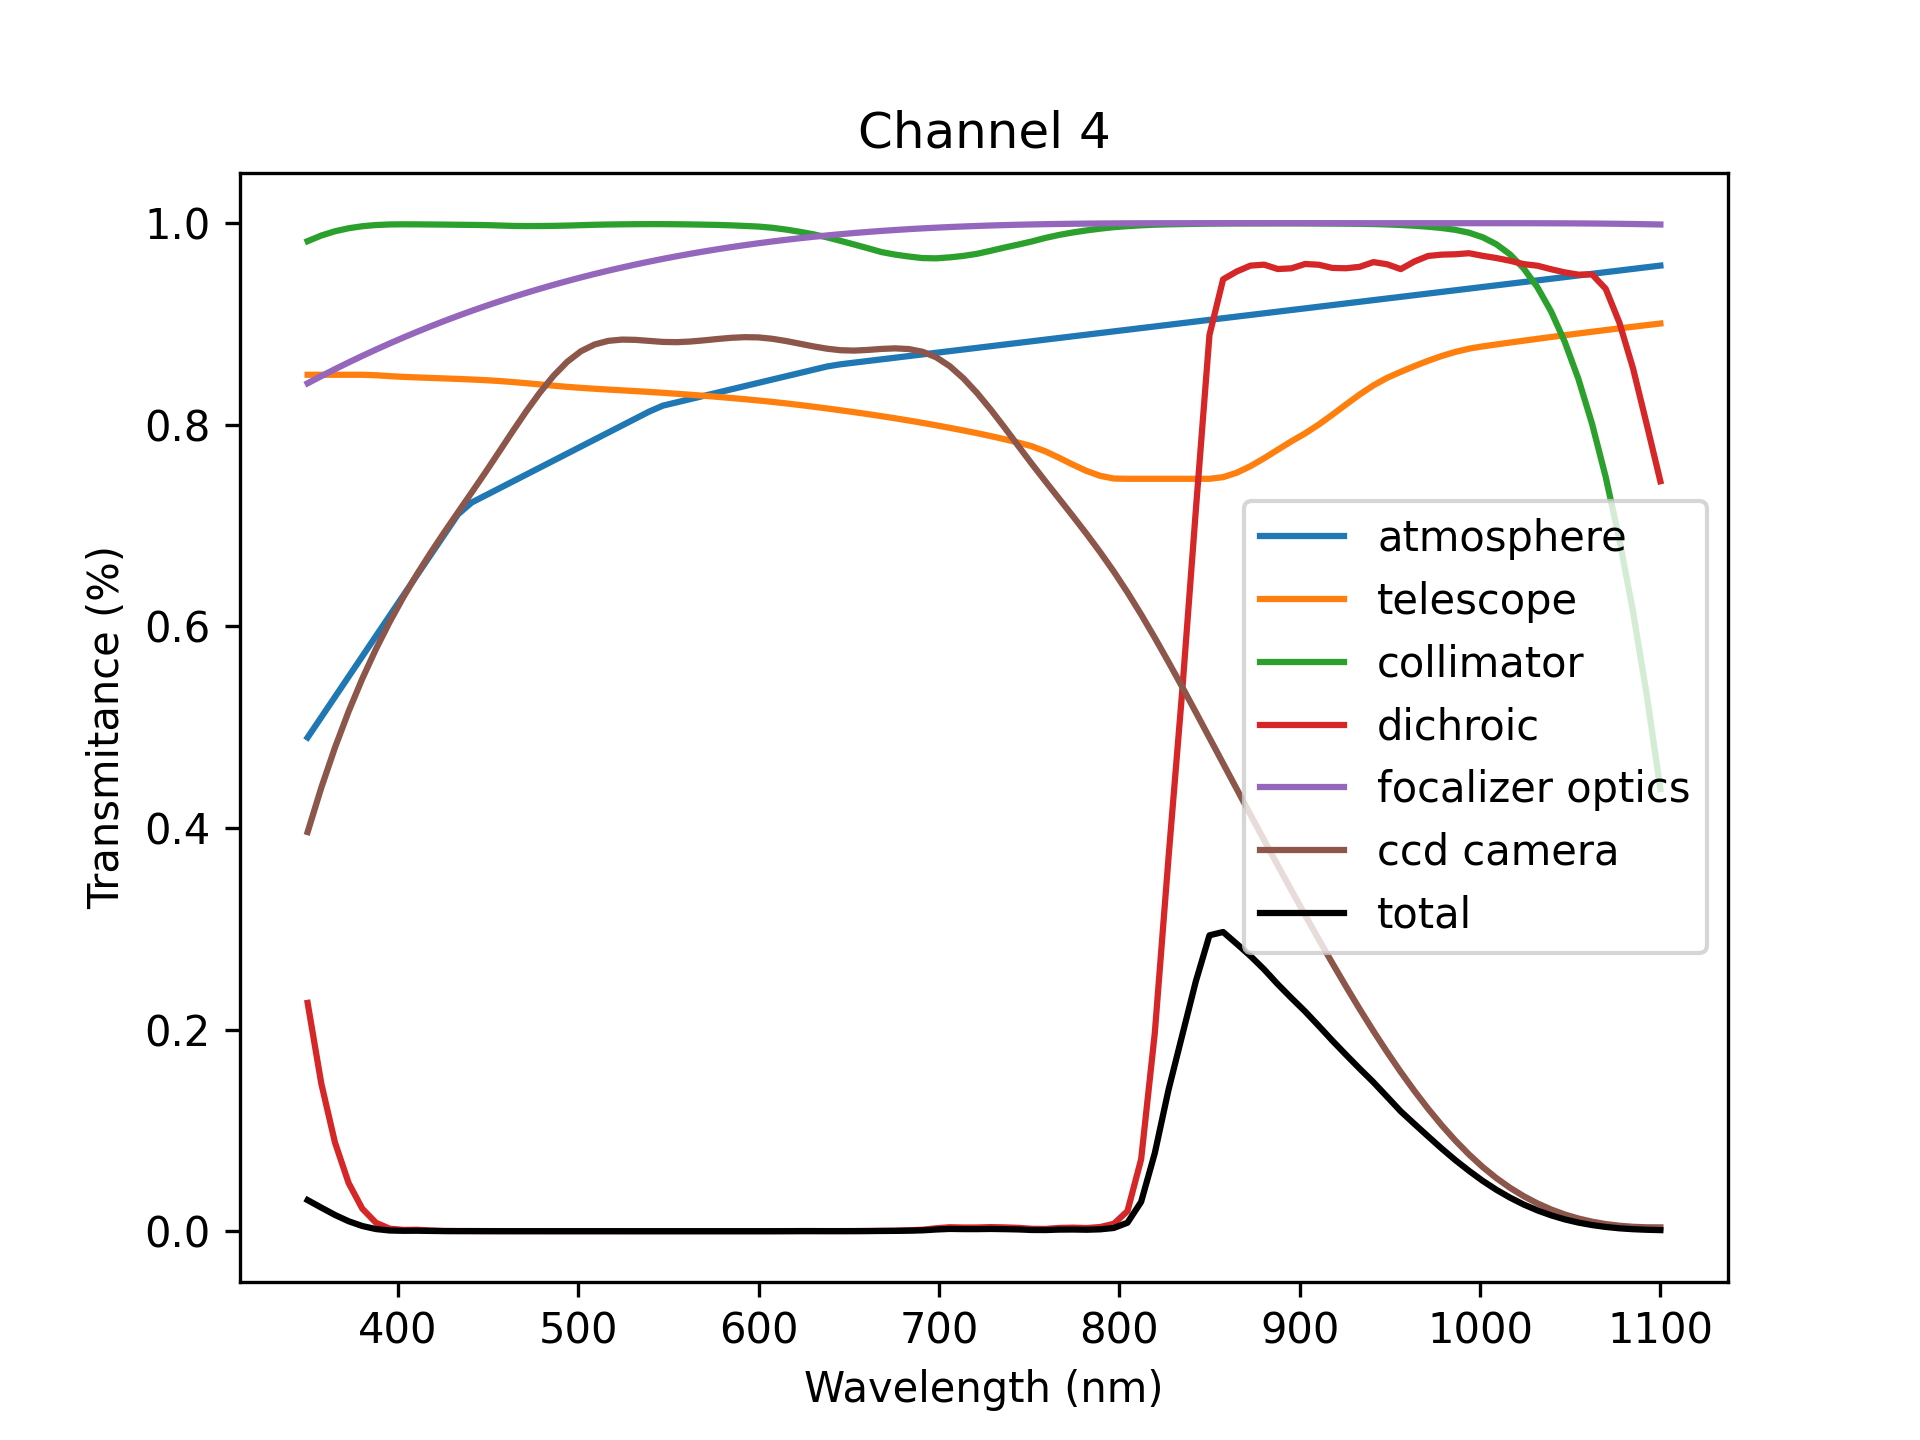 Channel 4
Transmitance (%)
1.0
0.8
0.6
0.4
0.2
0.0
atmosphere
telescope
collimator
dichroic
focalizer optics
ccd camera
total
400 500 600 700 800 900 1000 1100
Wavelength (nm)